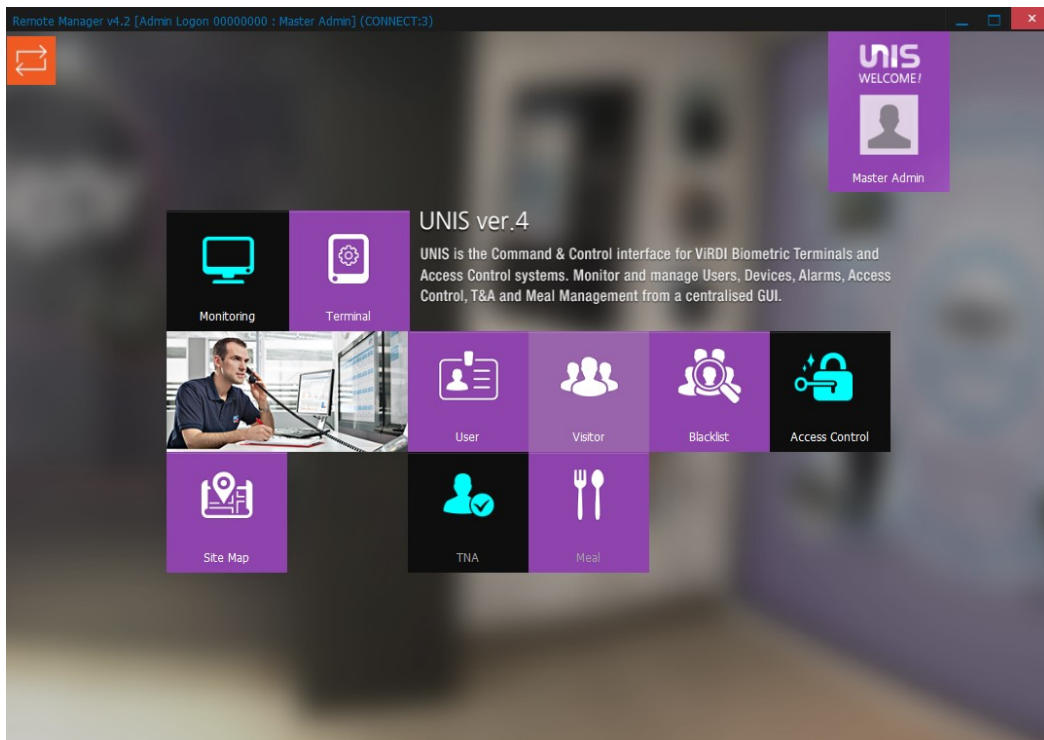 Remote Manager v4.2 [Admin Logon 00000000 : Master Admin] (CONNECT:3)
UNIS
WELCOME!
Master Admin
UNIS ver.4
UNIS is the Command & Control interface for ViRDI Biometric Terminals and
Access Control systems. Monitor and manage Users, Devices, Alarms, Access
Control, T&A and Meal Management from a centralised GUI.
Monitoring
Terminal
User
Visitor
Blacklist
Access Control
Site Map
TNA
Meal